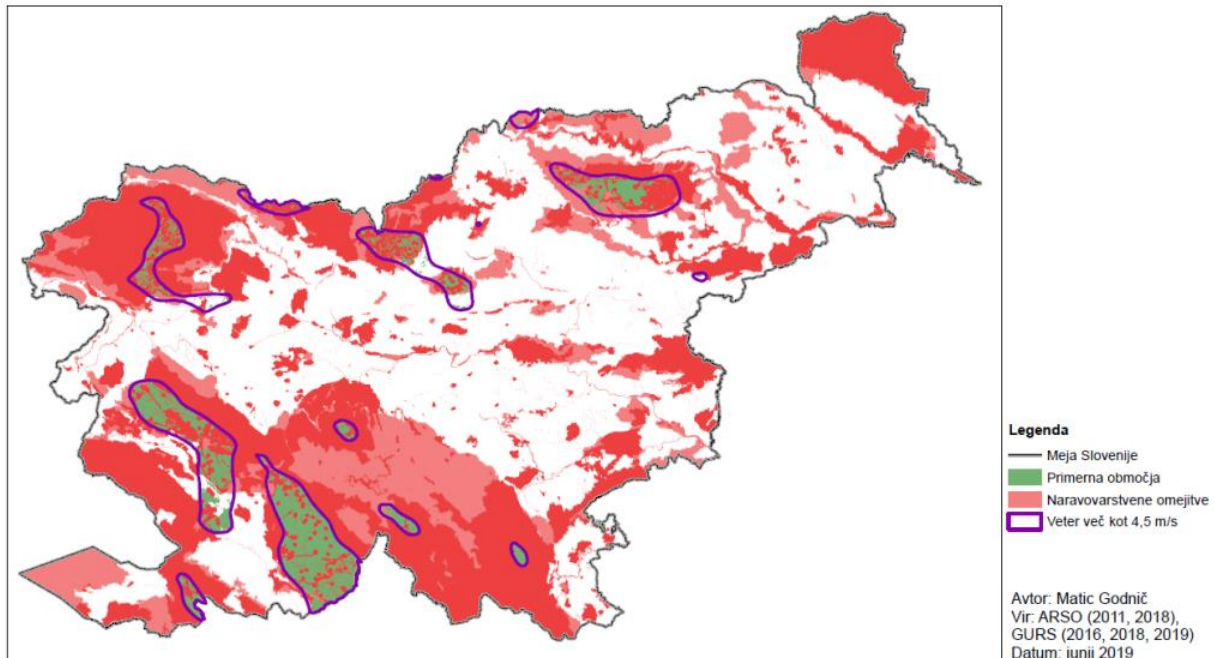 Legenda
Meja Slovenije
Primerna območja
Naravovarstvene omejitve
Veter več kot 4,5 m/s
Avtor: Matic Godnič
Vir: ARSO (2011, 2018),
GURS (2016, 2018, 2019)
Datum: junij 2019